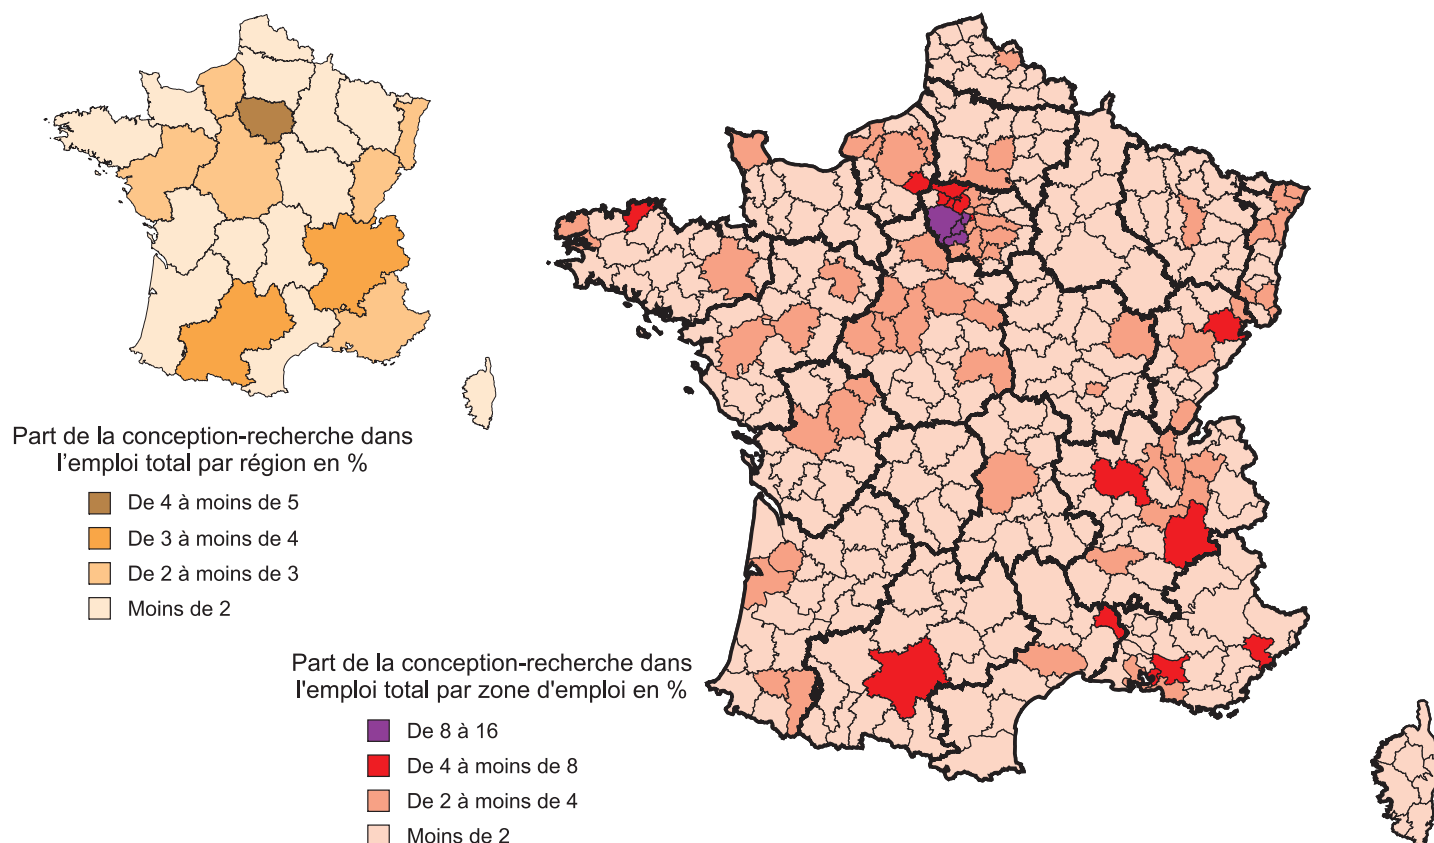 Part de la conception-recherche dans
l'emploi total par région en %
De 4 à moins de 5
De 3 à moins de 4
De 2 à moins de 3
Moins de 2
Part de la conception-recherche dans
l'emploi total par zone d'emploi en %
De 8 à 16
De 4 à moins de 8
De 2 à moins de 4
Moins de 2